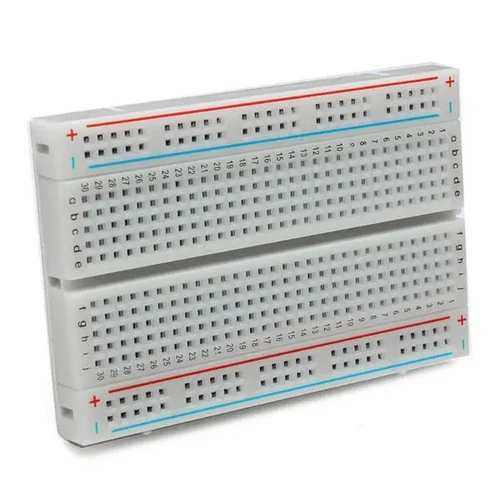 + +
− −
30 29 28 27 26 25 24 23 22 21 20 19 18 17 16 15 14 13 12 11 10 9 8 7 6 5 4 3 2 1
a a
b b
c c
d d
e e
f f
g g
h h
i i
j j
30 29 28 27 26 25 24 23 22 21 20 19 18 17 16 15 14 13 12 11 10 9 8 7 6 5 4 3 2 1
+ +
− −